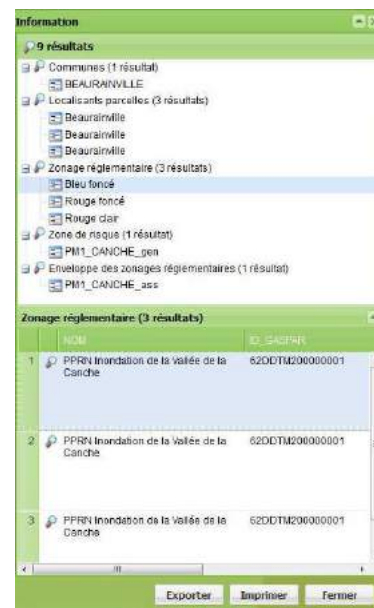 Information
9 résultats
Communes (1 résultat)
BEAURAINVILLE
Localisants parcelles (3 résultats)
Beaurainville
Beaurainville
Beaurainville
Zonage réglementaire (3 résultats)
Bleu foncé
Rouge foncé
Rouge clair
Zone de risque (1 résultat)
PM1_CANCHE_gen
Enveloppe des zonages réglementaires (1 résultat)
PM1_CANCHE_ass
Zonage réglementaire (3 résultats)
NOM ID_GASPAR
1 PPRN Inondation de la Vallée de la 62DDTM200000001
Canche
2 PPRN Inondation de la Vallée de la 62DDTM200000001
Canche
3 PPRN Inondation de la Vallée de la 62DDTM200000001
Canche
Exporter Imprimer Fermer